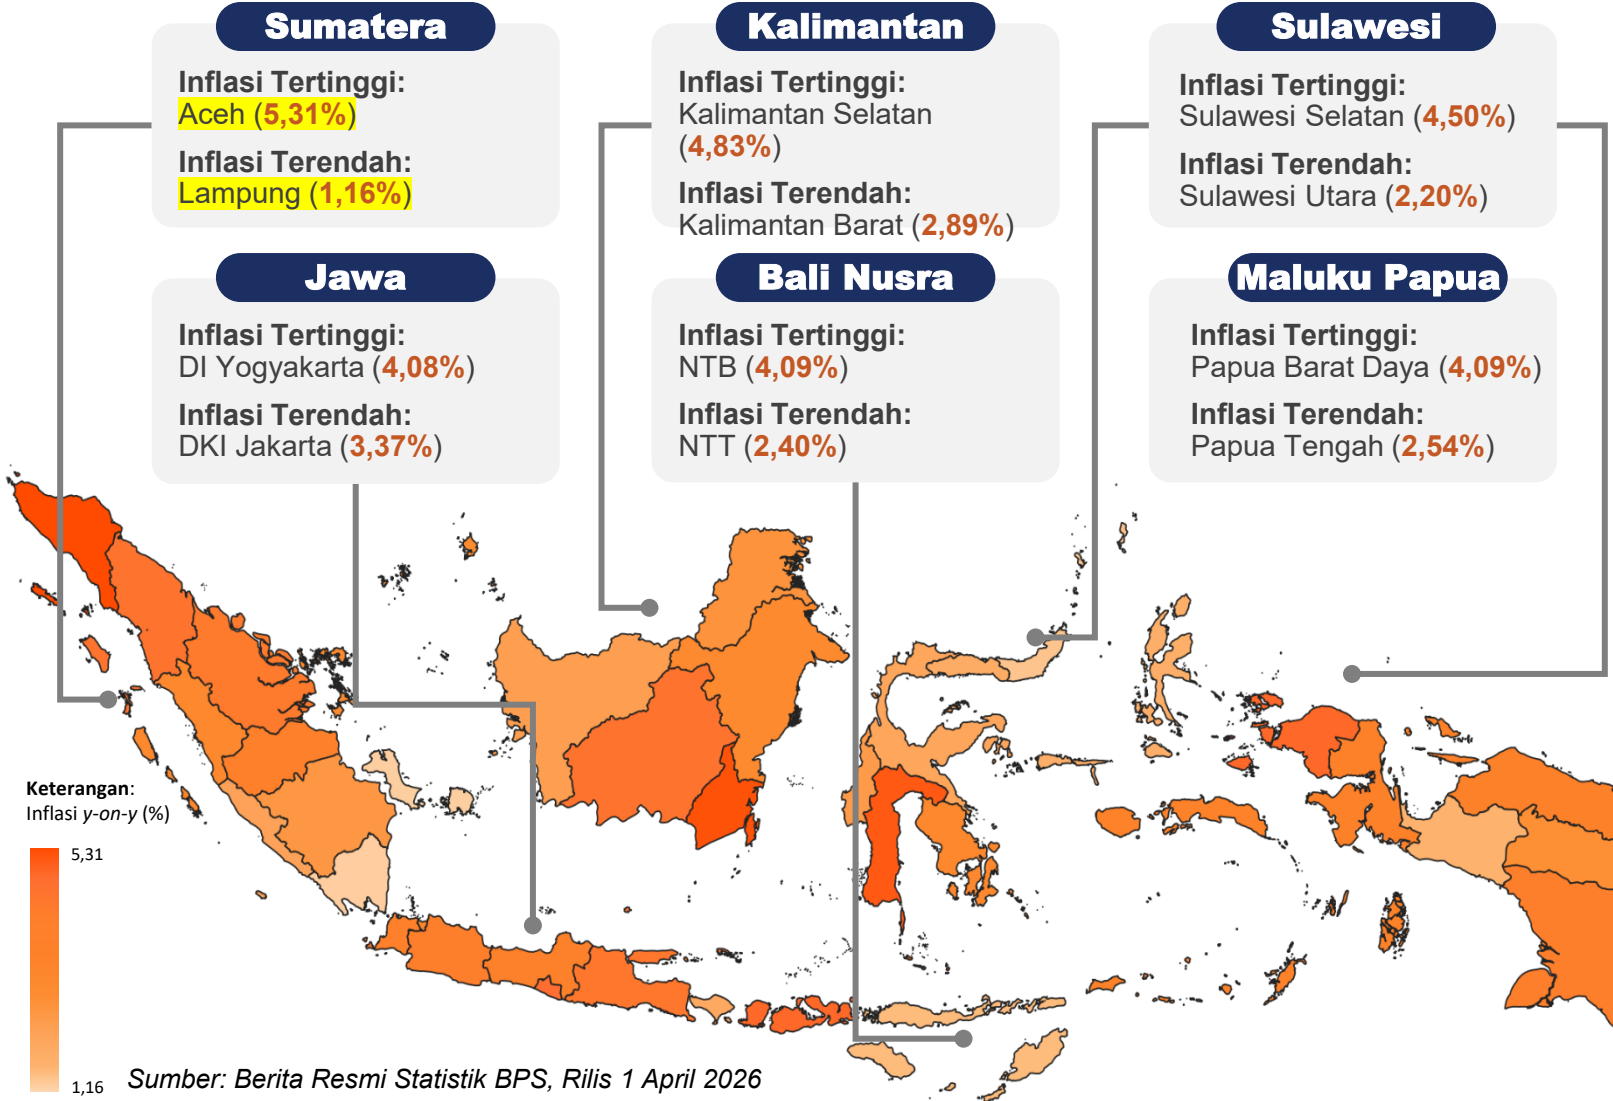 Sumatera
Inflasi Tertinggi:
Aceh (5,31%)
Inflasi Terendah:
Lampung (1,16%)
Kalimantan
Inflasi Tertinggi:
Kalimantan Selatan
(4,83%)
Inflasi Terendah:
Kalimantan Barat (2,89%)
Sulawesi
Inflasi Tertinggi:
Sulawesi Selatan (4,50%)
Inflasi Terendah:
Sulawesi Utara (2,20%)
Jawa
Inflasi Tertinggi:
DI Yogyakarta (4,08%)
Inflasi Terendah:
DKI Jakarta (3,37%)
Bali Nusra
Inflasi Tertinggi:
NTB (4,09%)
Inflasi Terendah:
NTT (2,40%)
Maluku Papua
Inflasi Tertinggi:
Papua Barat Daya (4,09%)
Inflasi Terendah:
Papua Tengah (2,54%)
Keterangan:
Inflasi y-on-y (%)
5,31
1,16
Sumber: Berita Resmi Statistik BPS, Rilis 1 April 2026